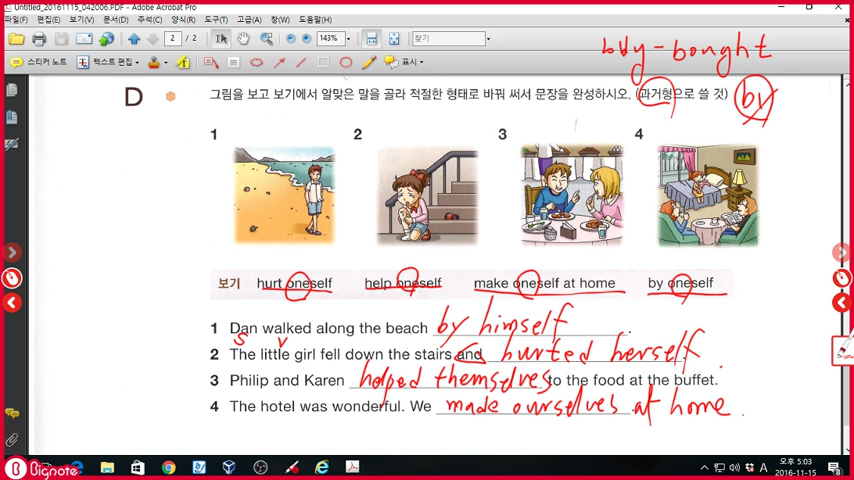 Untitled_20161115_042006.pdf - Adobe Acrobat Pro
파일(F) 편집(E) 보기(V) 문서(D) 주석(C) 양식(R) 도구(T) 고급(A) 창 도움말(H)
2 / 2 143% 찾기
스티커 노트 텍스트 편집 표시
buy - bought
D 그림을 보고 보기에서 알맞은 말을 골라 적절한 형태로 바꿔 써서 문장을 완성하시오. (과거형으로 쓸 것) by
1 2 3 4
보기 hurt oneself help oneself make oneself at home by oneself
1 Dan walked along the beach by himself .
S V
2 The little girl fell down the stairs and hurted herself .
3 Philip and Karen helped themselves to the food at the buffet.
4 The hotel was wonderful. We made ourselves at home .
Bignote
A 오후 5:03
2016-11-15